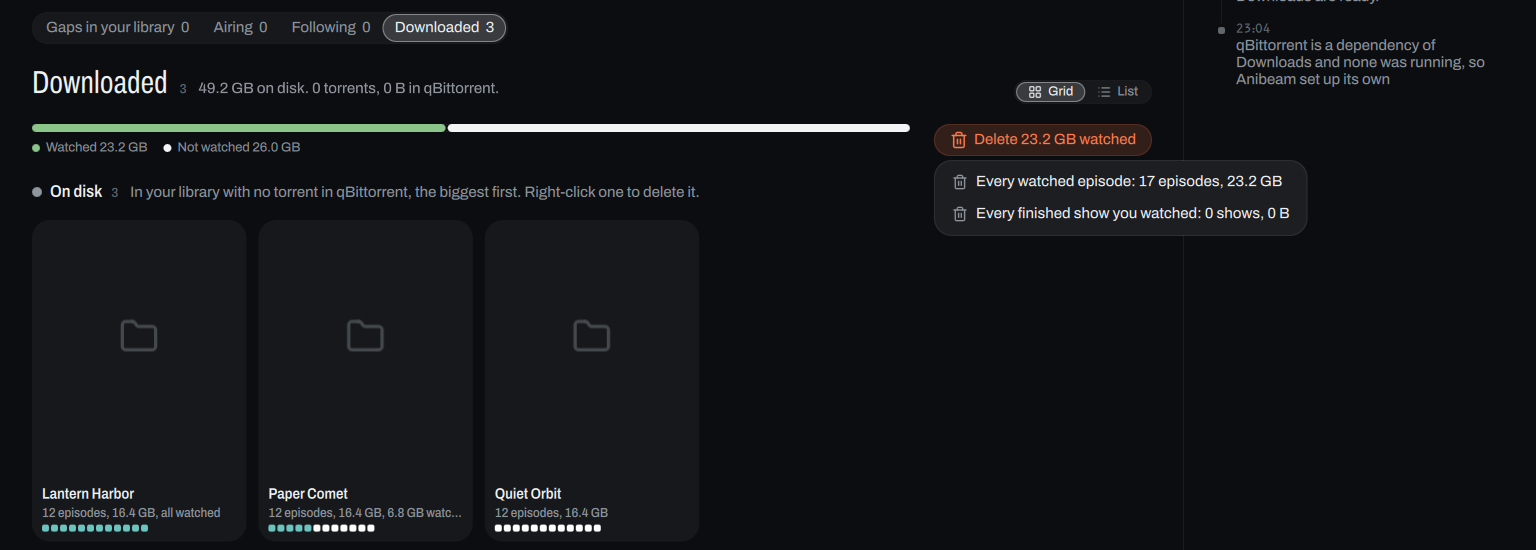 Gaps in your library 0 Airing 0 Following 0 Downloaded 3
Downloaded 3 49.2 GB on disk. 0 torrents, 0 B in qBittorrent.
Grid List
Watched 23.2 GB Not watched 26.0 GB
Delete 23.2 GB watched
Every watched episode: 17 episodes, 23.2 GB
Every finished show you watched: 0 shows, 0 B
On disk 3 In your library with no torrent in qBittorrent, the biggest first. Right-click one to delete it.
Lantern Harbor
12 episodes, 16.4 GB, all watched
Paper Comet
12 episodes, 16.4 GB, 6.8 GB watc...
Quiet Orbit
12 episodes, 16.4 GB
23:04
qBittorrent is a dependency of
Downloads and none was running, so
Anibeam set up its own